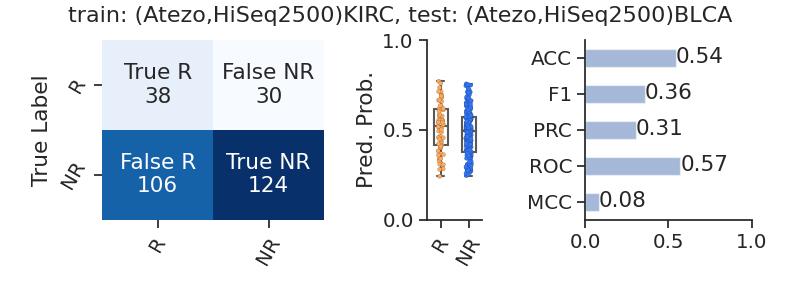 train: (Atezo,HiSeq2500)KIRC, test: (Atezo,HiSeq2500)BLCA
True Label
R
NR
True R
38
False NR
30
False R
106
True NR
124
R
NR
Pred. Prob.
1.0
0.5
0.0
R
NR
ACC
0.54
F1
0.36
PRC
0.31
ROC
0.57
MCC
0.08
0.0
0.5
1.0